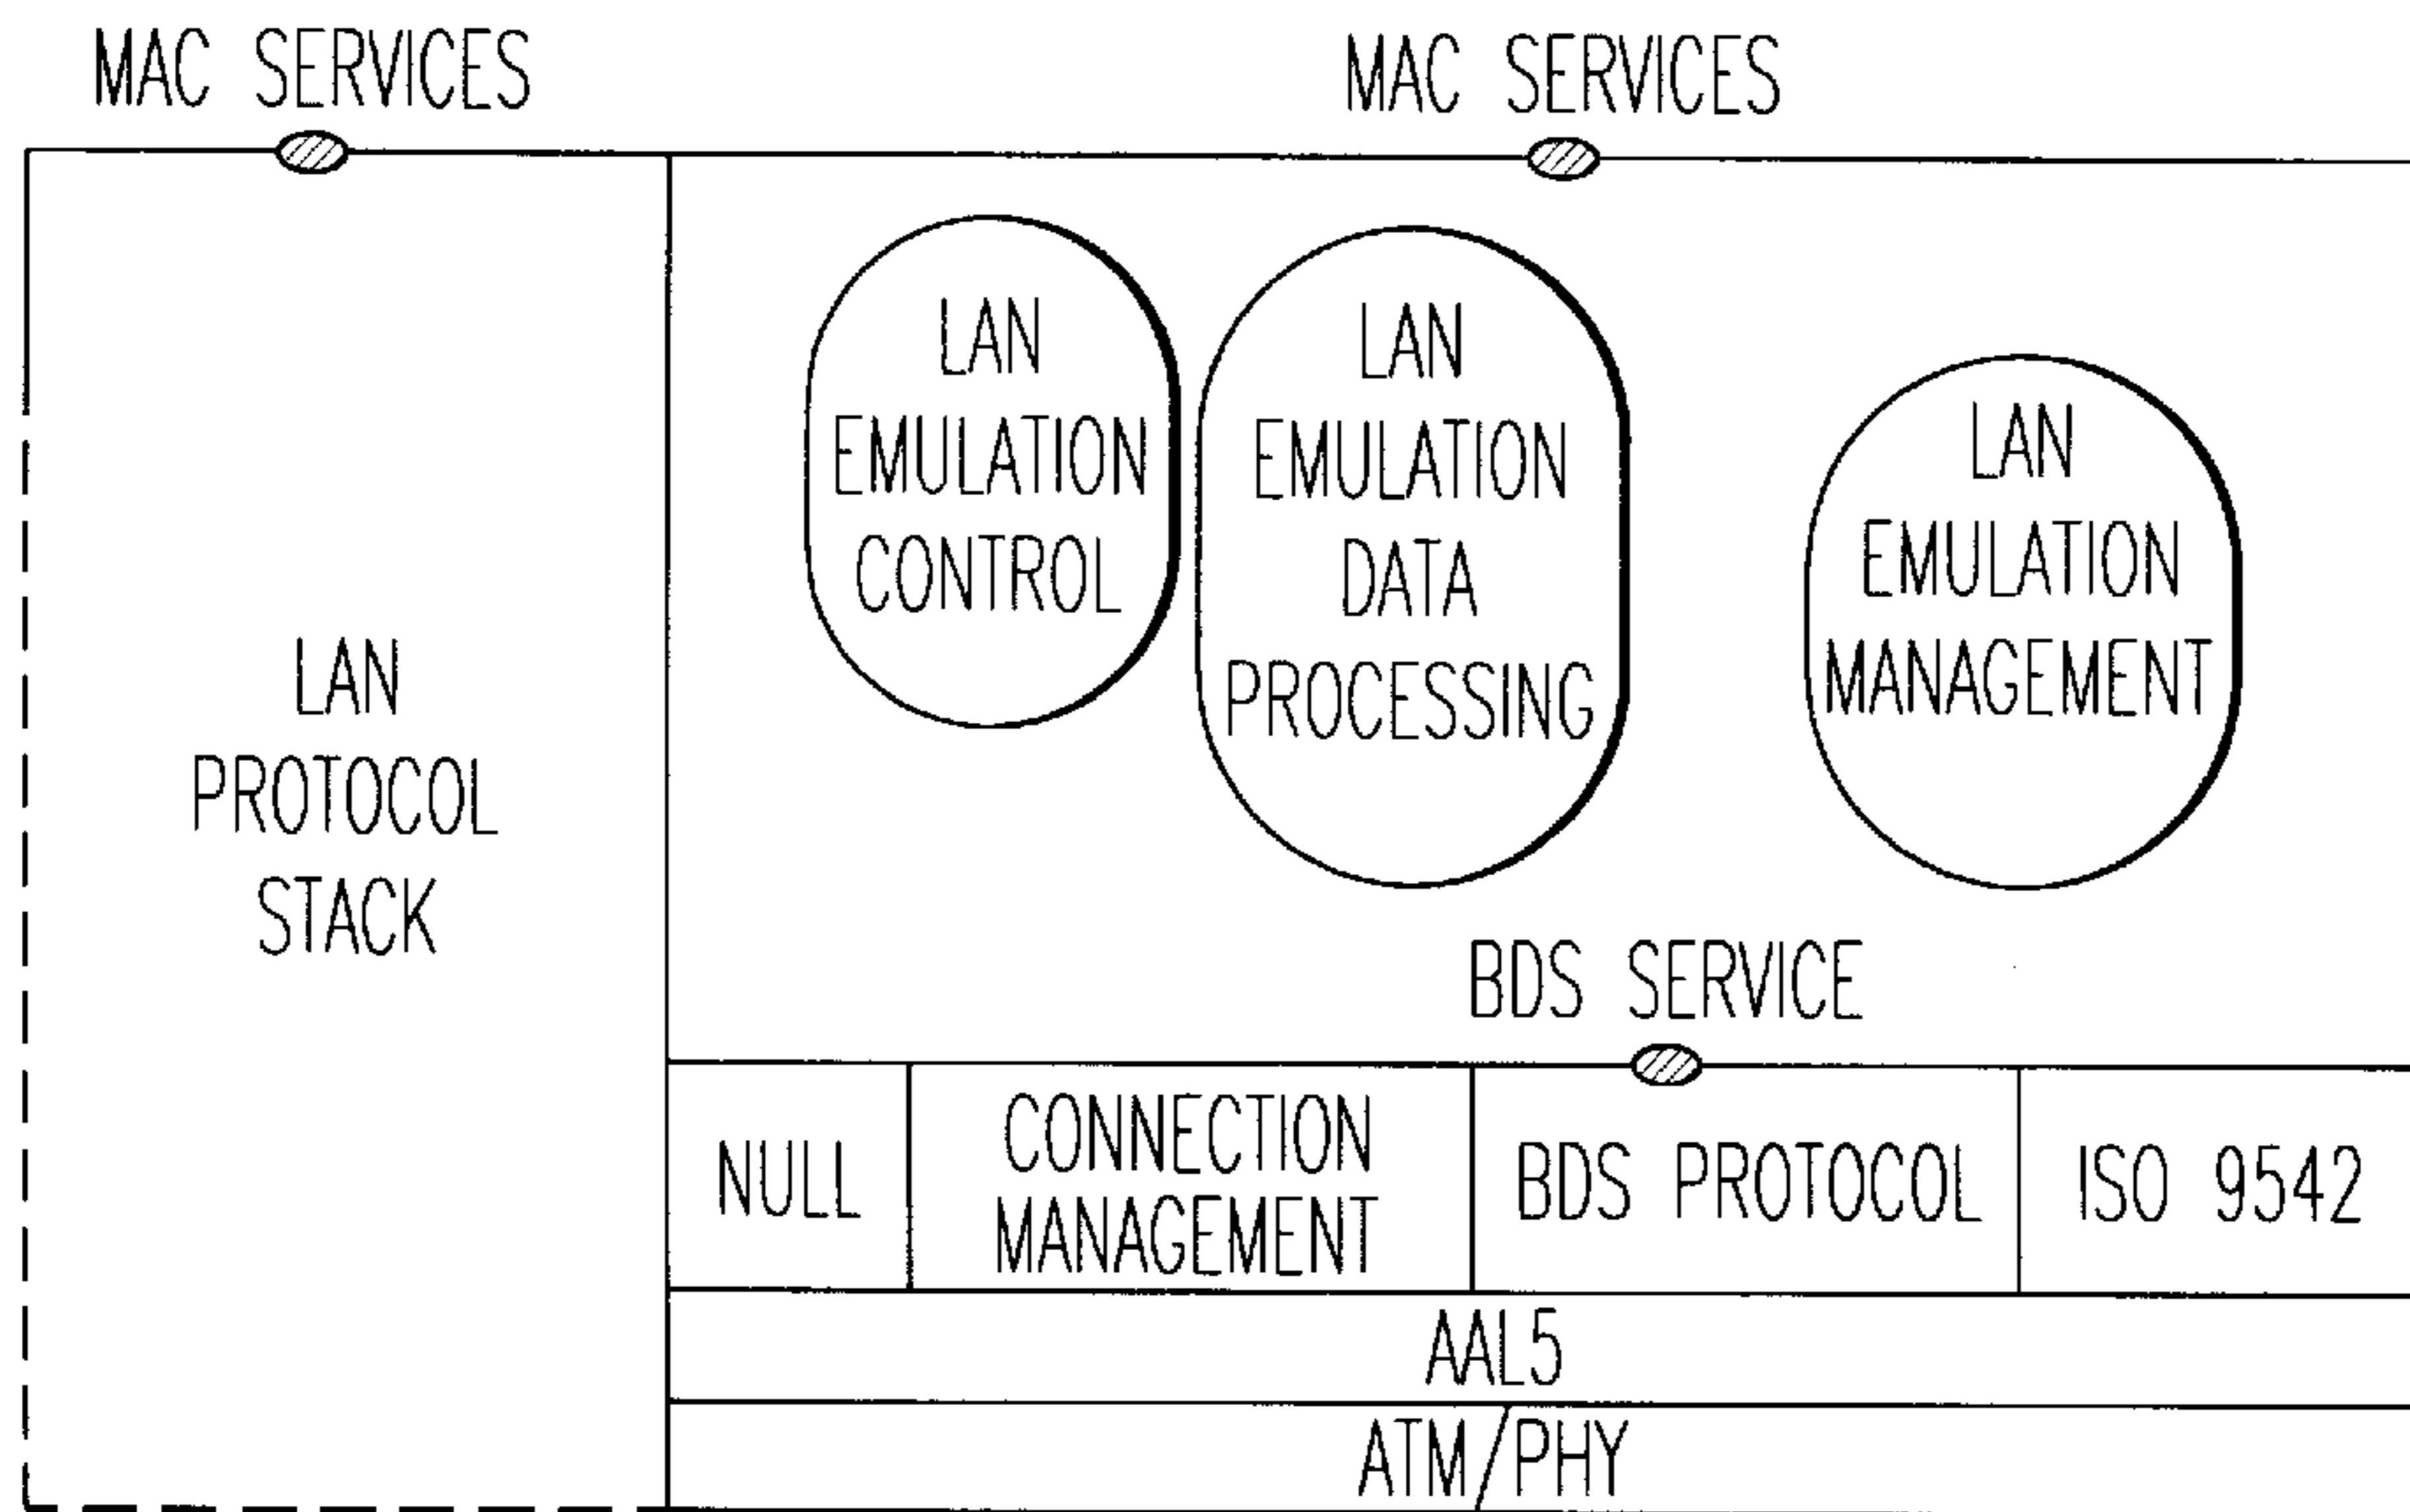 MAC SERVICES
MAC SERVICES
LAN
EMULATION
CONTROL
LAN
EMULATION
DATA
PROCESSING
LAN
EMULATION
MANAGEMENT
LAN
PROTOCOL
STACK
BDS SERVICE
NULL
CONNECTION
MANAGEMENT
BDS PROTOCOL
ISO 9542
AAL5
ATM/PHY